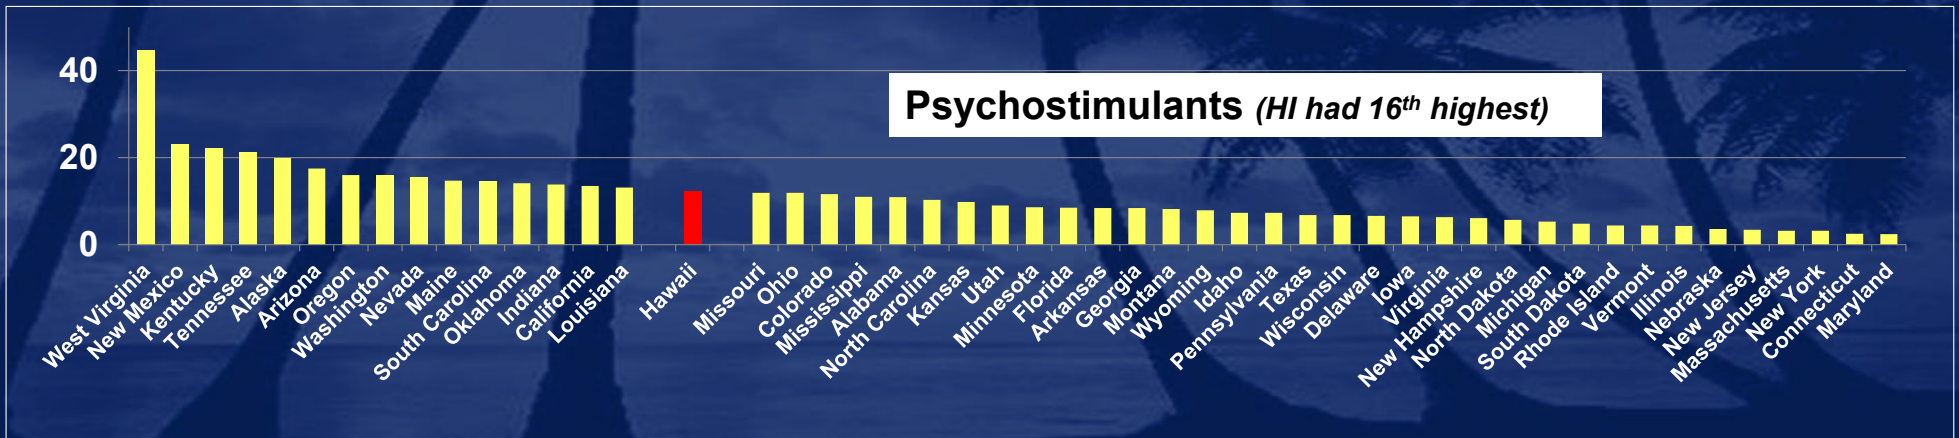 40
20
0
Psychostimulants (HI had 16th highest)
West Virginia
New Mexico
Kentucky
Tennessee
Alaska
Arizona
Oregon
Washington
Nevada
Maine
South Carolina
Oklahoma
Indiana
California
Louisiana
Hawaii
Missouri
Ohio
Colorado
Mississippi
Alabama
North Carolina
Kansas
Utah
Minnesota
Florida
Arkansas
Georgia
Montana
Wyoming
Idaho
Pennsylvania
Texas
Wisconsin
Delaware
Iowa
Virginia
New Hampshire
North Dakota
Michigan
South Dakota
Rhode Island
Vermont
Illinois
Nebraska
New Jersey
Massachusetts
New York
Connecticut
Maryland